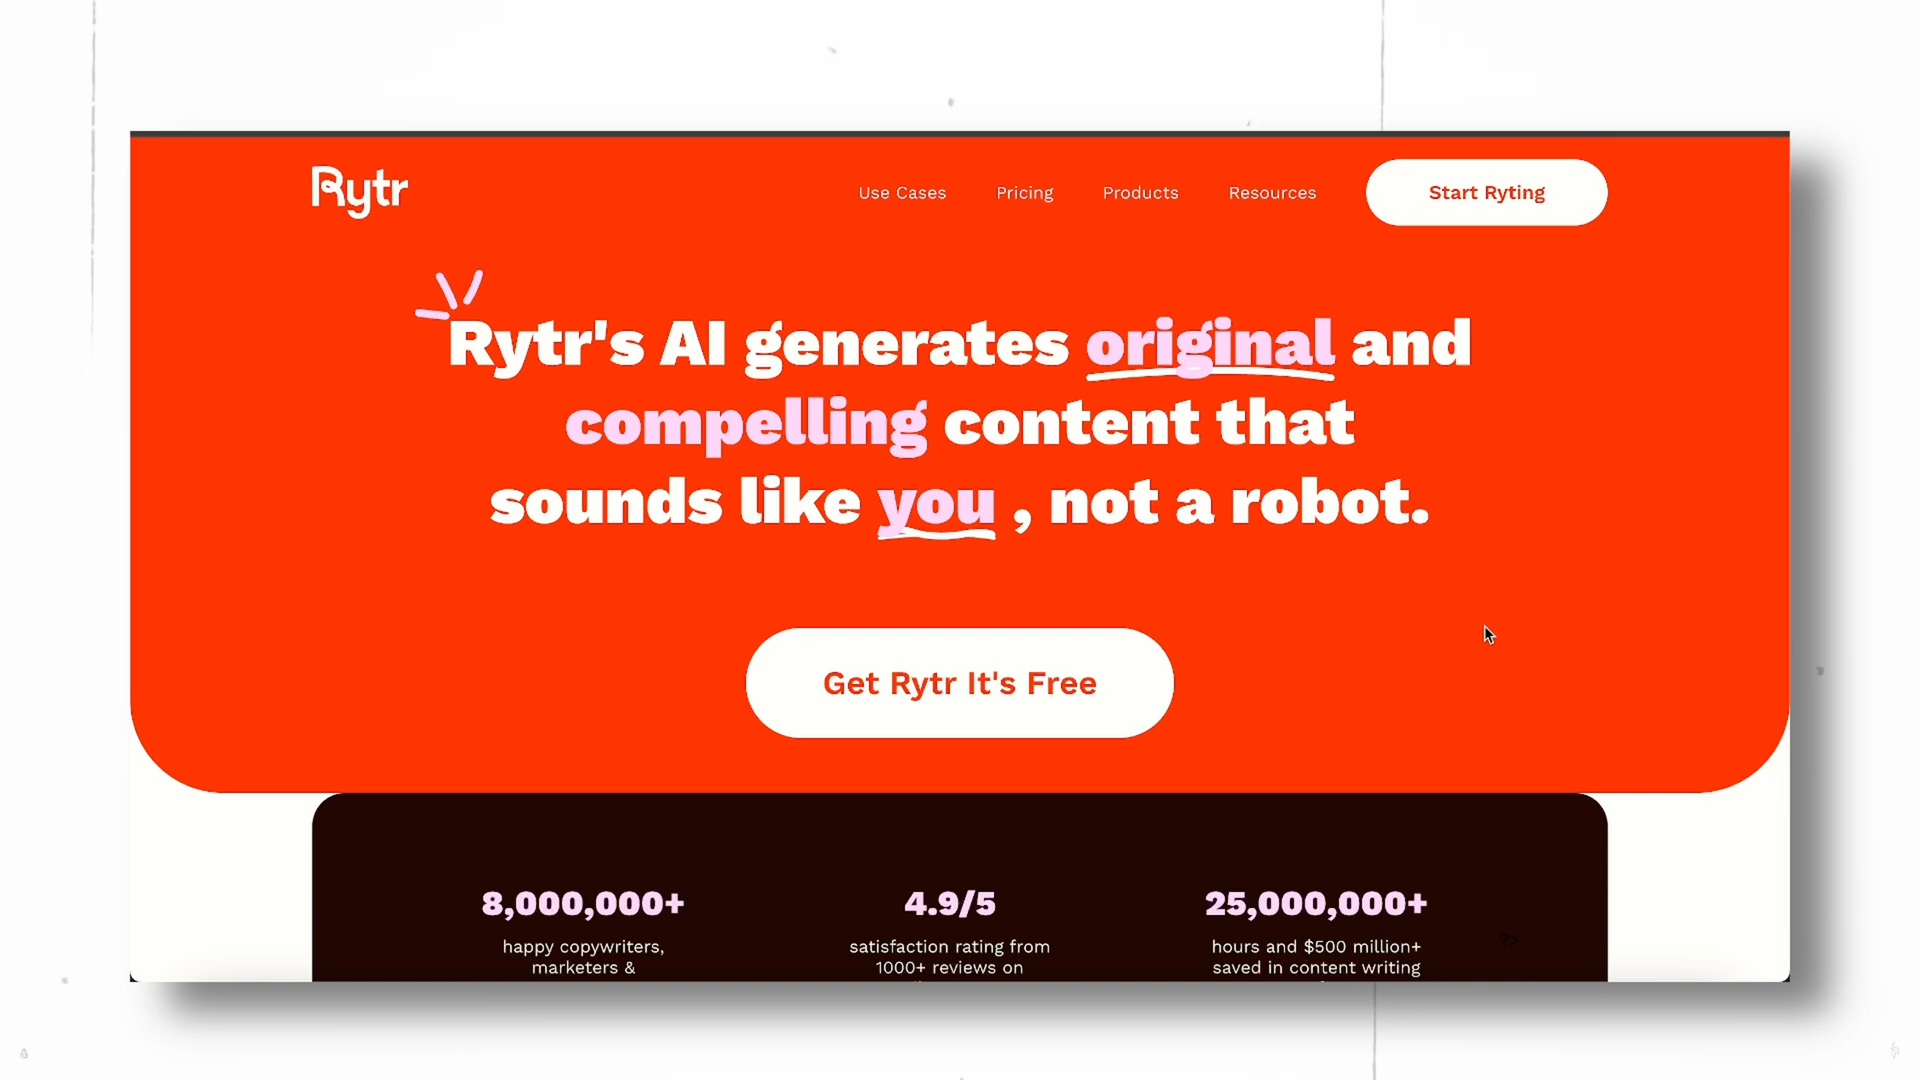 Rytr
Use Cases
Pricing
Products
Resources
Start Ryting
Rytr's AI generates original and
compelling content that
sounds like you , not a robot.
Get Rytr It's Free
8,000,000+
happy copywriters,
marketers &
4.9/5
satisfaction rating from
1000+ reviews on
25,000,000+
hours and $500 million+
saved in content writing
?>